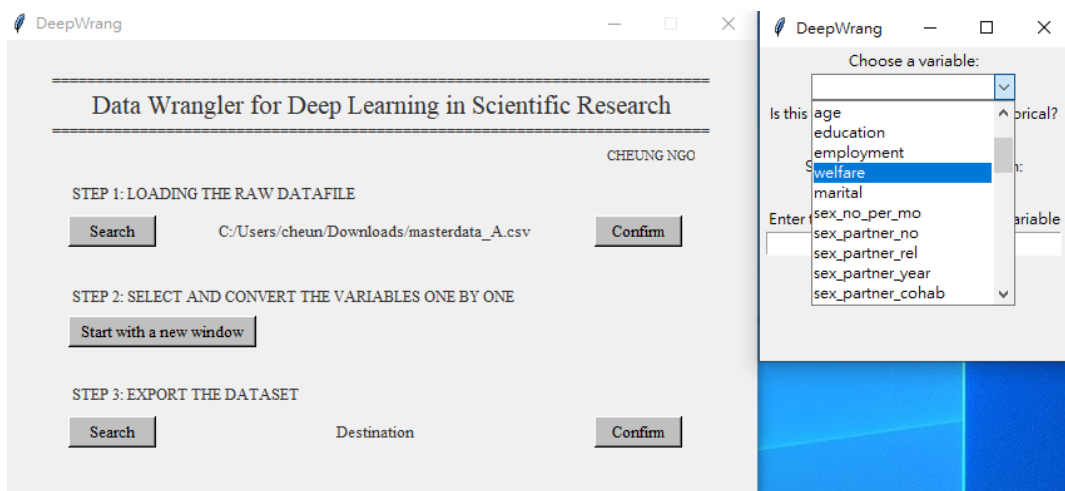 DeepWrang
Data Wrangler for Deep Learning in Scientific Research
CHEUNG NGO
STEP 1: LOADING THE RAW DATAFILE
Search C:/Users/cheun/Downloads/masterdata_A.csv Confirm
STEP 2: SELECT AND CONVERT THE VARIABLES ONE BY ONE
Start with a new window
STEP 3: EXPORT THE DATASET
Search Destination Confirm
DeepWrang
Choose a variable:
Is this
age
education
employment
welfare
marital
sex_no_per_mo
sex_partner_no
sex_partner_rel
sex_partner_year
sex_partner_cohab
Enter